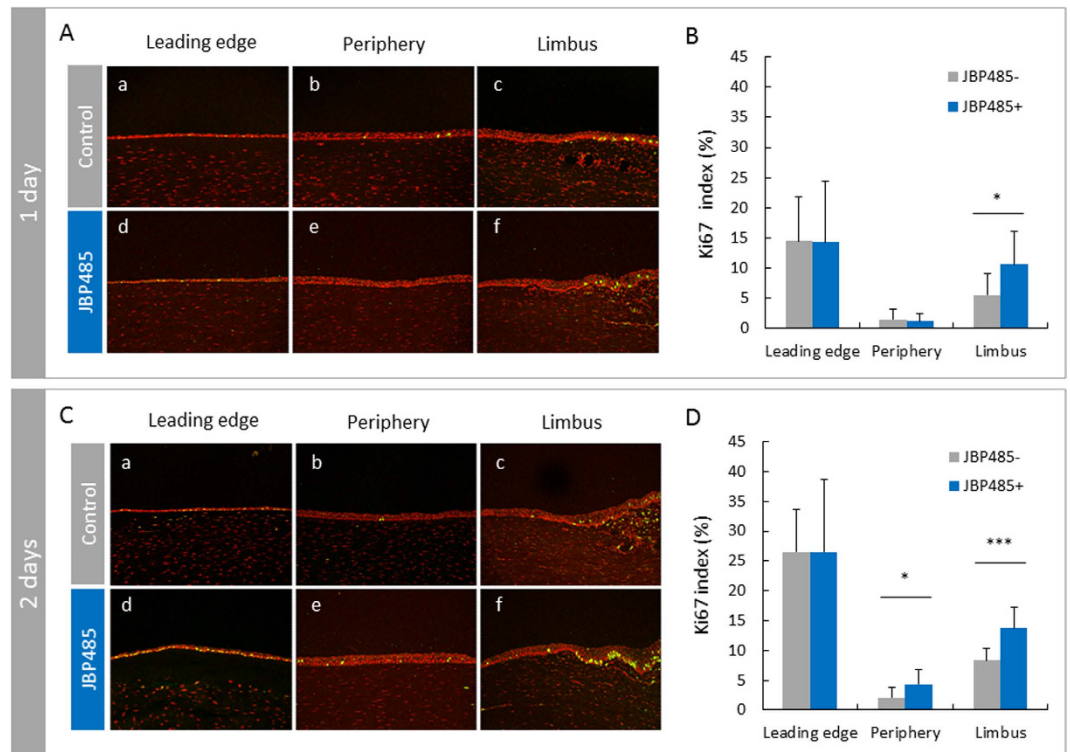 1 day
A
Leading edge Periphery Limbus
Control
a b c
JBP485
d e f
B
Ki67 index (%)
45
40
35
30
25
20
15
10
5
0
JBP485-
JBP485+
*
Leading edge Periphery Limbus
2 days
C
Leading edge Periphery Limbus
Control
a b c
JBP485
d e f
D
Ki67 index (%)
45
40
35
30
25
20
15
10
5
0
JBP485-
JBP485+
*
***
Leading edge Periphery Limbus